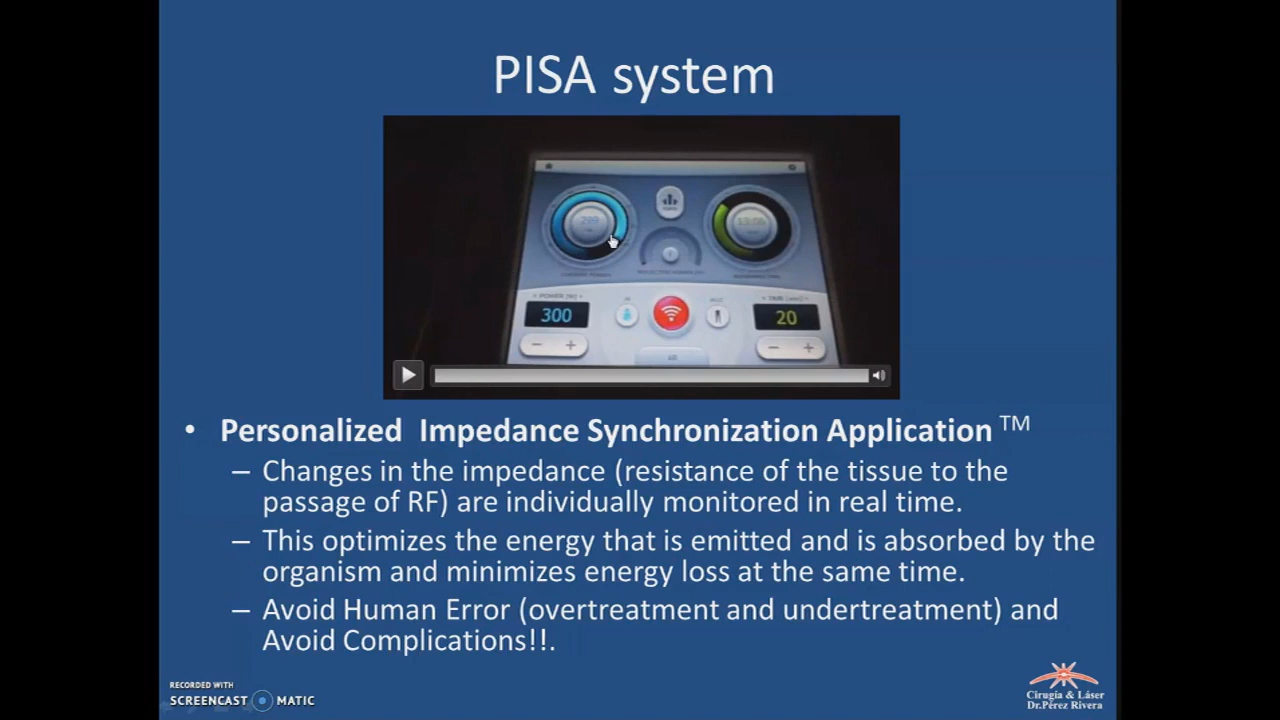 PISA system
299
POWER [W]
300
20
• Personalized Impedance Synchronization Application TM
– Changes in the impedance (resistance of the tissue to the
passage of RF) are individually monitored in real time.
– This optimizes the energy that is emitted and is absorbed by the
organism and minimizes energy loss at the same time.
– Avoid Human Error (overtreatment and undertreatment) and
Avoid Complications!!.
RECORDED WITH
SCREENCAST MATIC
Cirugía & Láser
Dr.Pérez Rivera